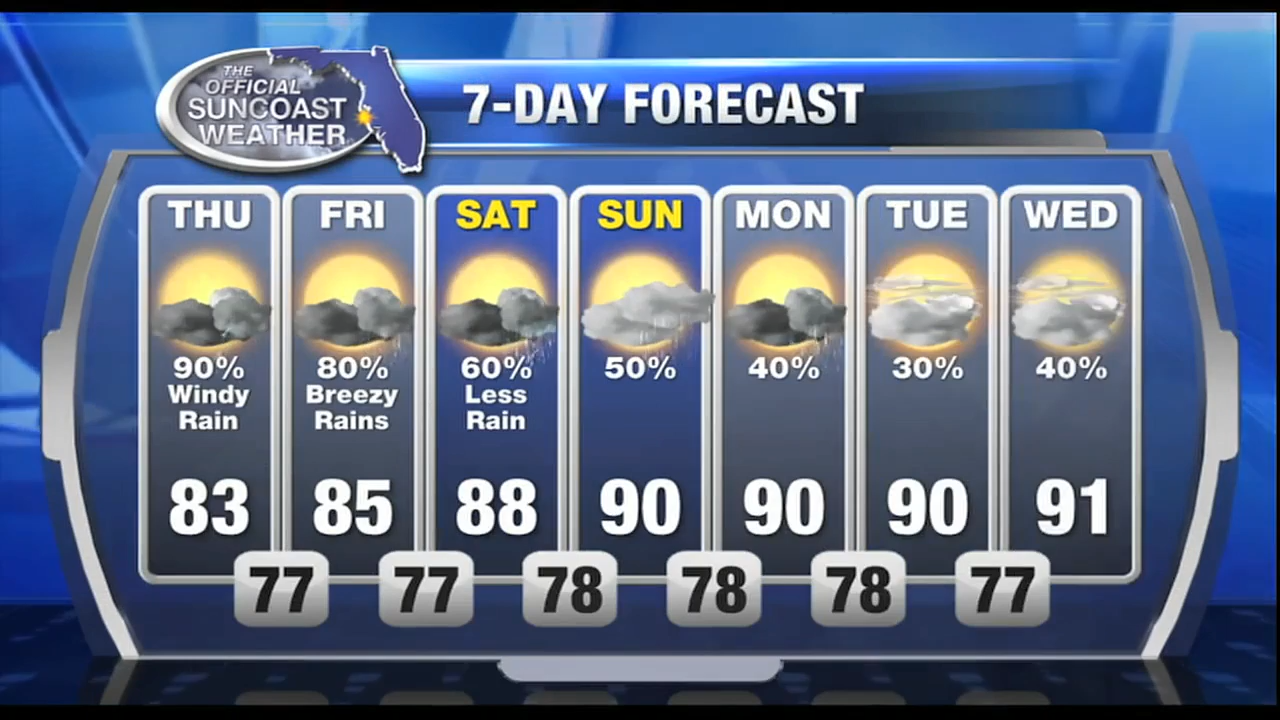 THE
OFFICIAL
SUNCOAST
WEATHER
7-DAY FORECAST
THU FRI SAT SUN MON TUE WED
90% 80% 60% 50% 40% 30% 40%
Windy Breezy Less
Rain Rains Rain
83 85 88 90 90 90 91
77 77 78 78 78 77